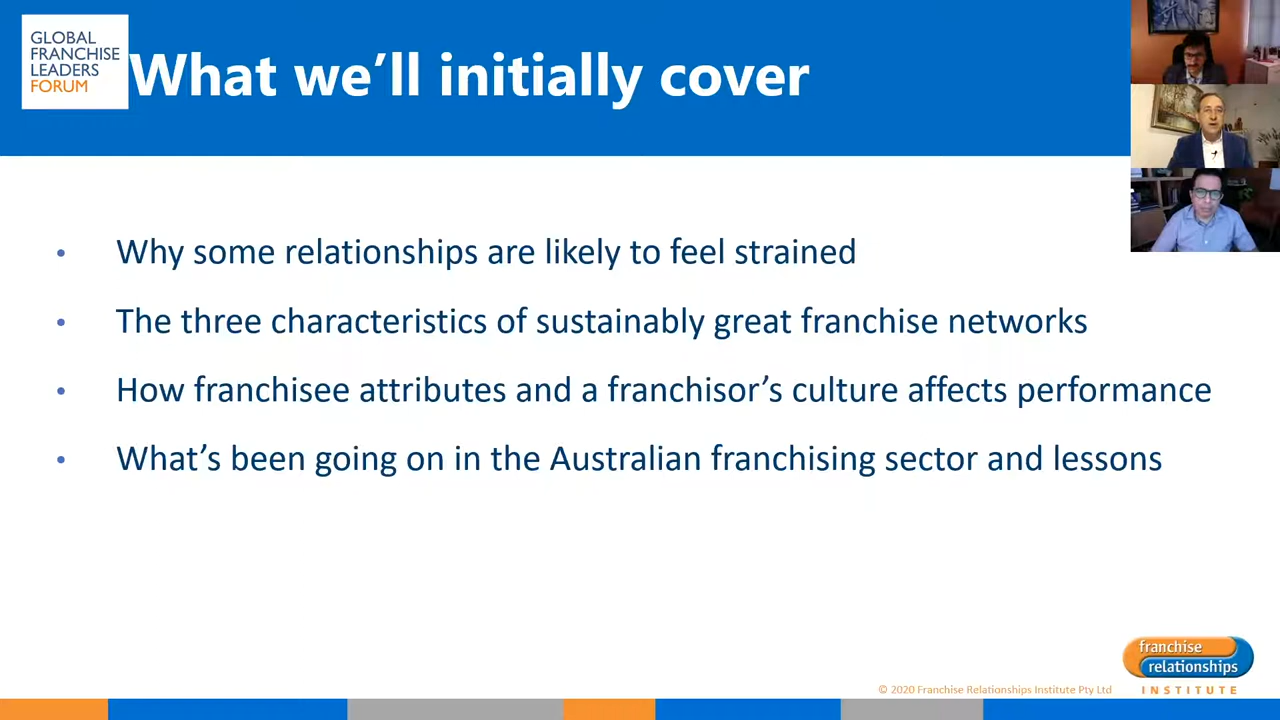 GLOBAL
FRANCHISE
LEADERS
FORUM
What we’ll initially cover
• Why some relationships are likely to feel strained
• The three characteristics of sustainably great franchise networks
• How franchisee attributes and a franchisor’s culture affects performance
• What’s been going on in the Australian franchising sector and lessons
franchise
relationships
INSTITUTE
© 2020 Franchise Relationships Institute Pty Ltd